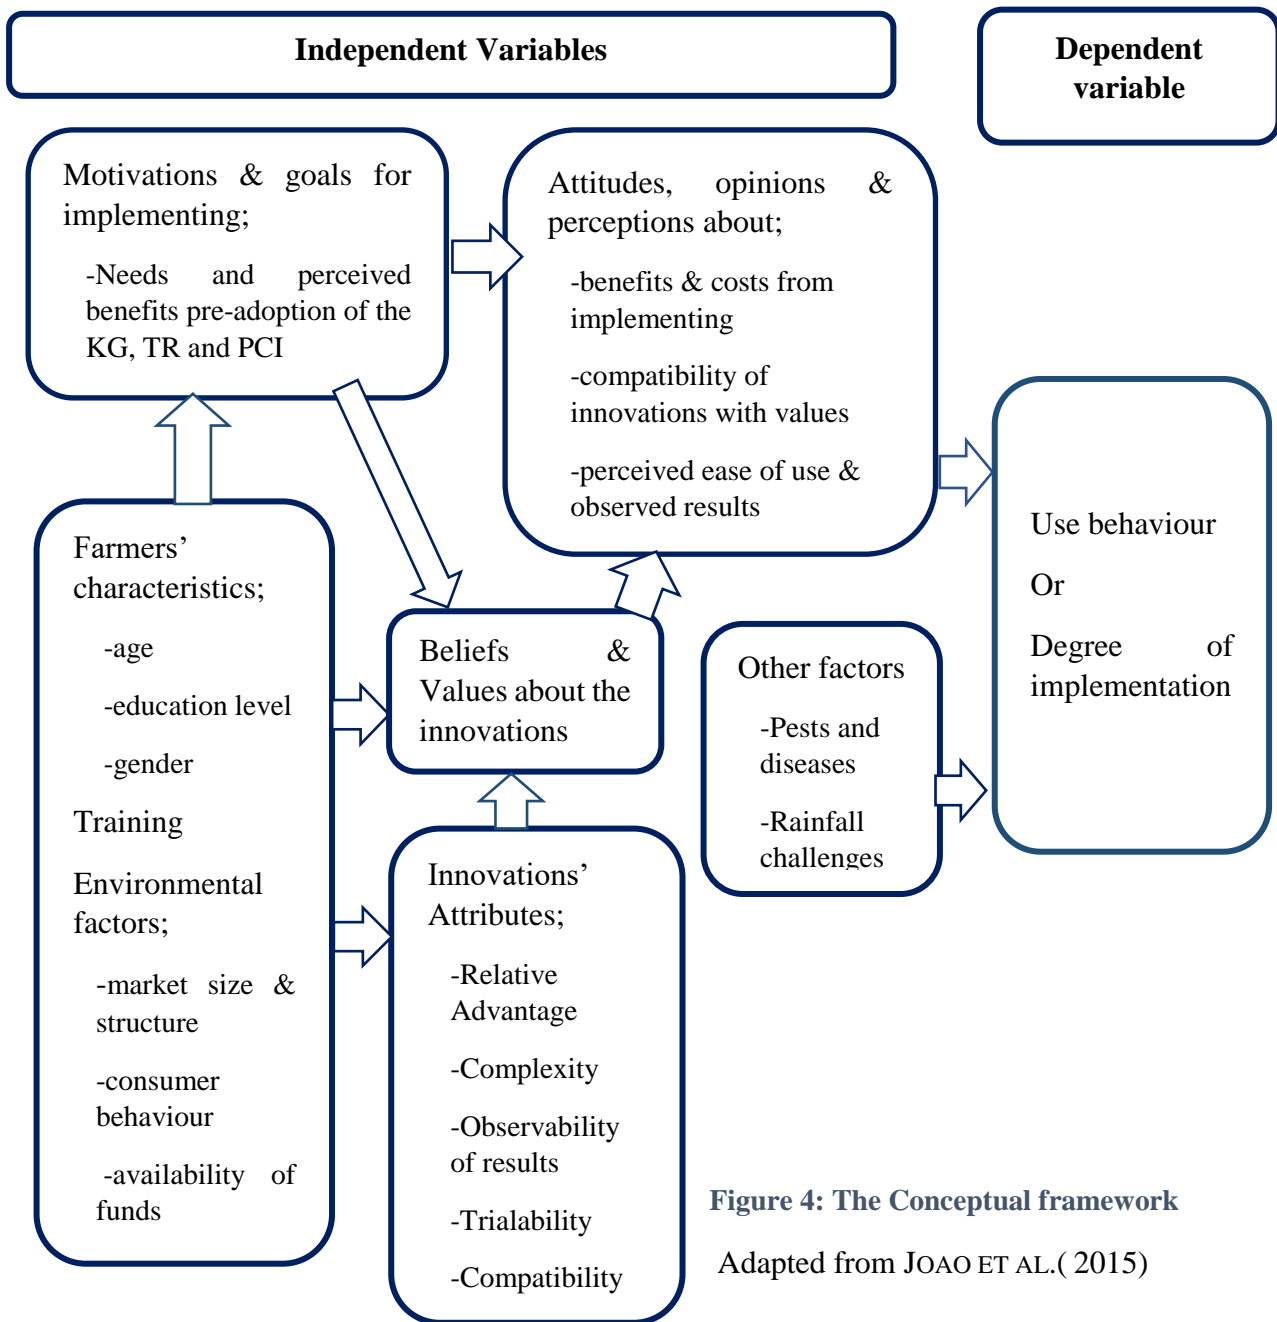 Independent Variables
Dependent
variable
Motivations & goals for
implementing;
-Needs and perceived
benefits pre-adoption of the
KG, TR and PCI
Attitudes, opinions &
perceptions about;
-benefits & costs from
implementing
-compatibility of
innovations with values
-perceived ease of use &
observed results
Farmers’
characteristics;
-age
-education level
-gender
Training
Environmental
factors;
-market size &
structure
-consumer
behaviour
-availability of
funds
Beliefs &
Values about the
innovations
Innovations’
Attributes;
-Relative
Advantage
-Complexity
-Observability
of results
-Trialability
-Compatibility
Other factors
-Pests and
diseases
-Rainfall
challenges
Use behaviour
Or
Degree of
implementation
Figure 4: The Conceptual framework
Adapted from JOAO ET AL.( 2015)